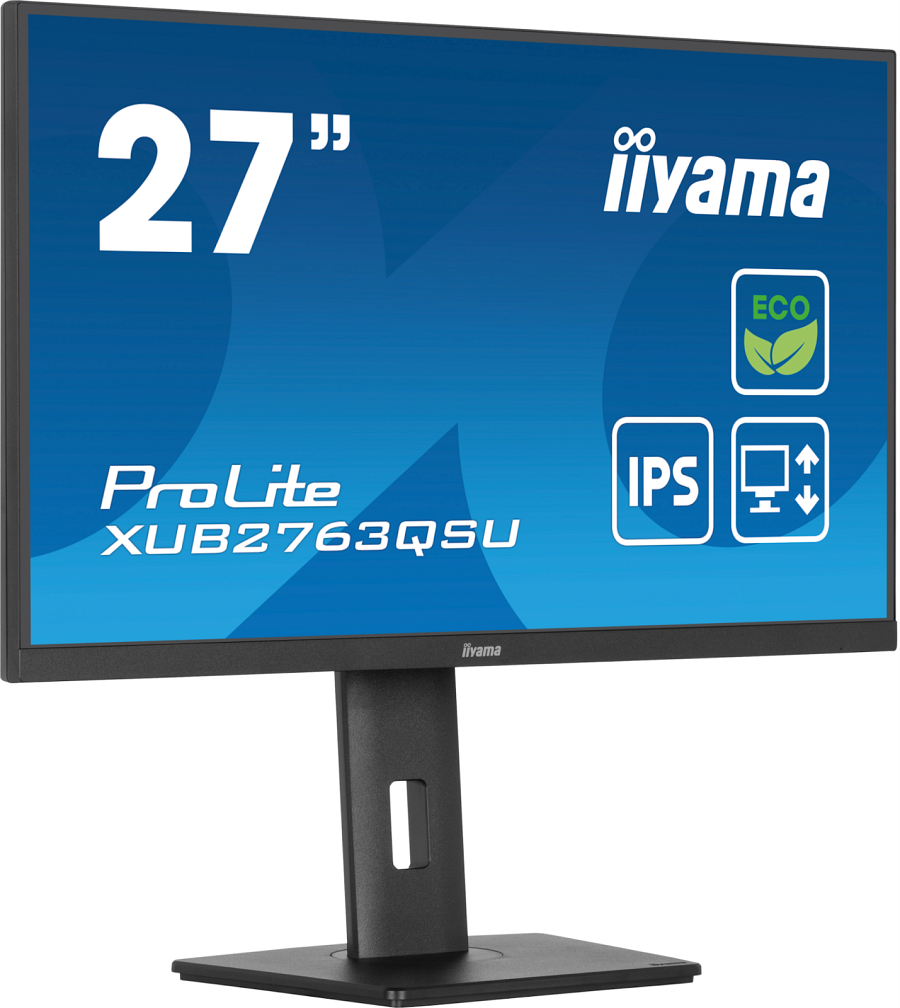 27”
iiyama
ECO
IPS
ProLite
XUB2763QSU
iiyama